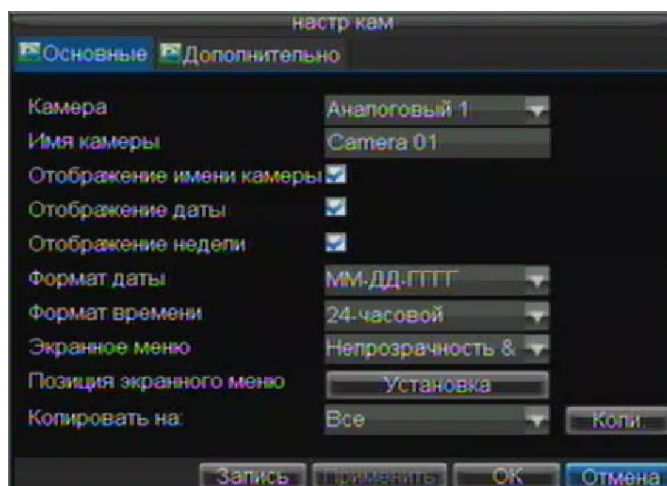 настр кам
Основные Дополнительно
Камера Аналоговый 1
Имя камеры Camera 01
Отображение имени камеры
Отображение даты
Отображение недели
Формат даты ММ-ДД-ГГГГ
Формат времени 24-часовой
Экранное меню Непрозрачность &
Позиция экранного меню Установка
Копировать на: Все Копи.
Запись Применить OK Отмена